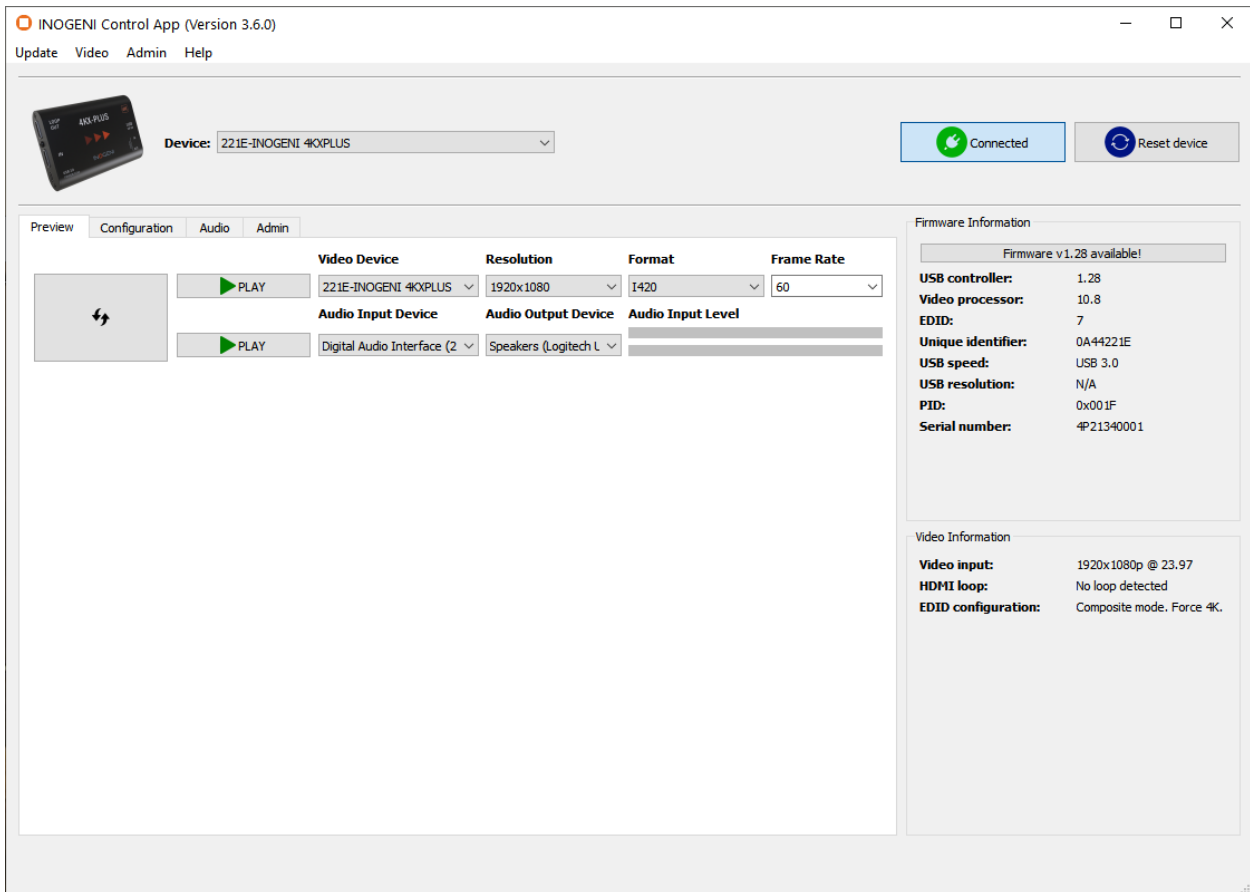 INOGENI Control App (Version 3.6.0)
Update Video Admin Help
4KX-PLUS
Device: 221E-INOGENI 4KXPLUS
Connected
Reset device
Preview Configuration Audio Admin
Video Device Resolution Format Frame Rate
PLAY 221E-INOGENI 4KXPLUS 1920x1080 I420 60
Audio Input Device Audio Output Device Audio Input Level
PLAY Digital Audio Interface (2 Speakers (Logitech U
Firmware Information
Firmware v1.28 available!
USB controller: 1.28
Video processor: 10.8
EDID: 7
Unique identifier: 0A44221E
USB speed: USB 3.0
USB resolution: N/A
PID: 0x001F
Serial number: 4P21340001
Video Information
Video input: 1920x1080p @ 23.97
HDMI loop: No loop detected
EDID configuration: Composite mode. Force 4K.